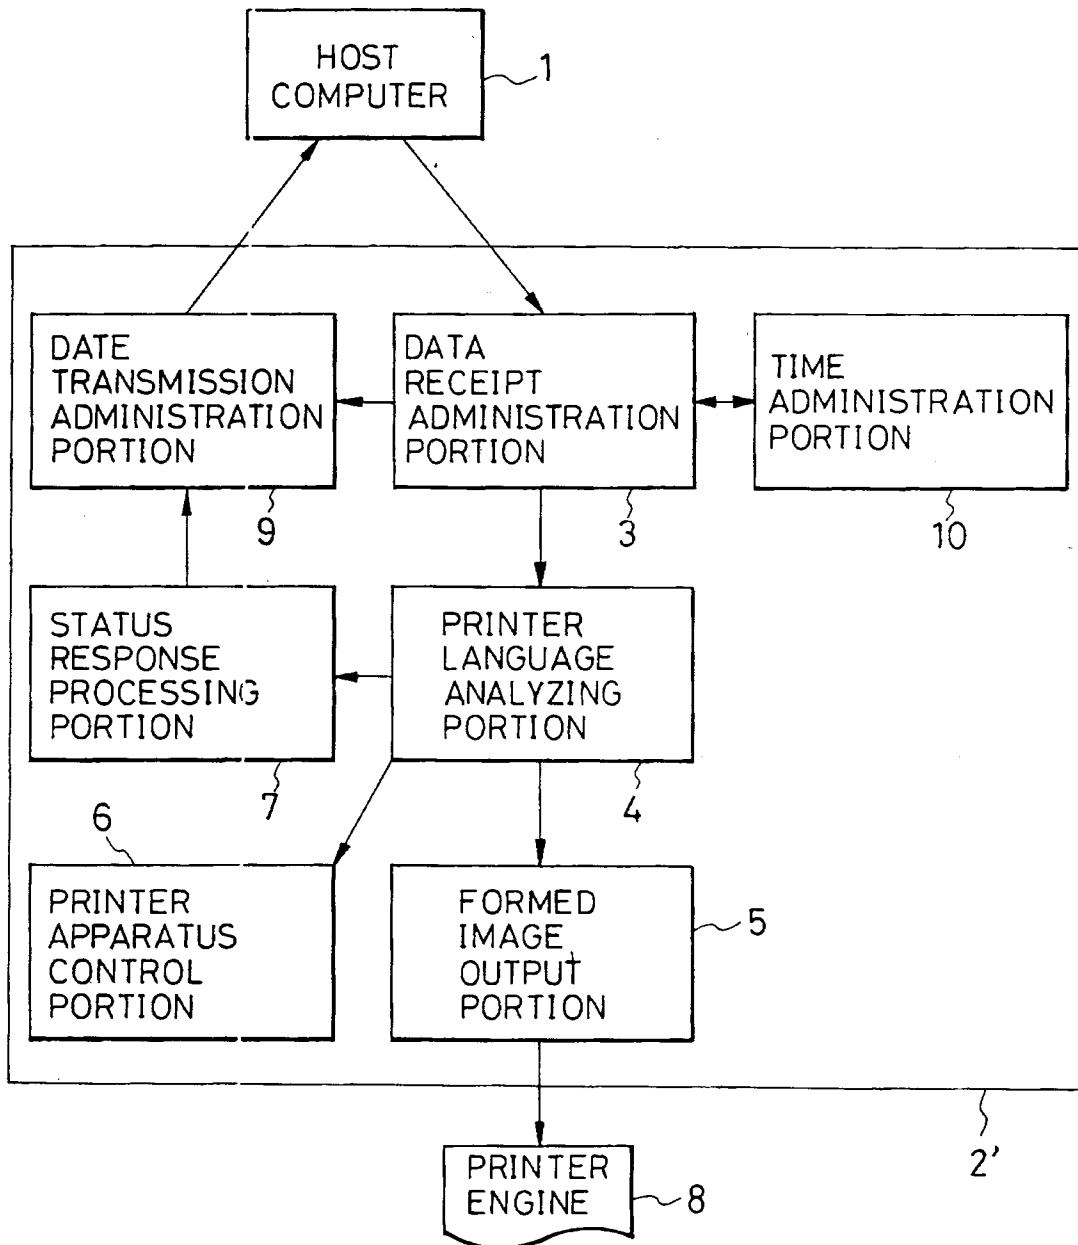 HOST
COMPUTER
1
DATE
TRANSMISSION
ADMINISTRATION
PORTION
9
DATA
RECEIPT
ADMINISTRATION
PORTION
3
TIME
ADMINISTRATION
PORTION
10
STATUS
RESPONSE
PROCESSING
PORTION
7
PRINTER
LANGUAGE
ANALYZING
PORTION
4
6
PRINTER
APPARATUS
CONTROL
PORTION
FORMED
IMAGE
OUTPUT
PORTION
5
2'
PRINTER
ENGINE
8